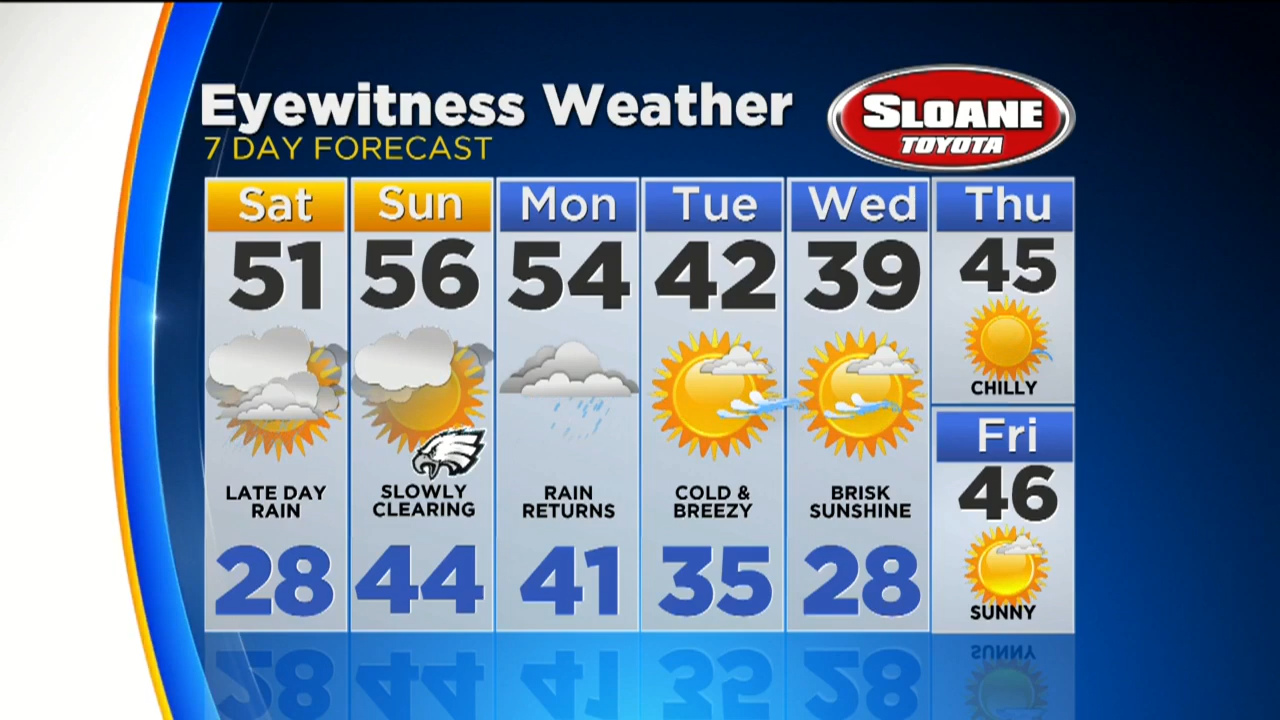 Eyewitness Weather
7 DAY FORECAST
SLOANE
TOYOTA
Sat
51
LATE DAY
RAIN
28
Sun
56
SLOWLY
CLEARING
44
Mon
54
RAIN
RETURNS
41
Tue
42
COLD &
BREEZY
35
Wed
39
BRISK
SUNSHINE
28
Thu
45
CHILLY
Fri
46
SUNNY